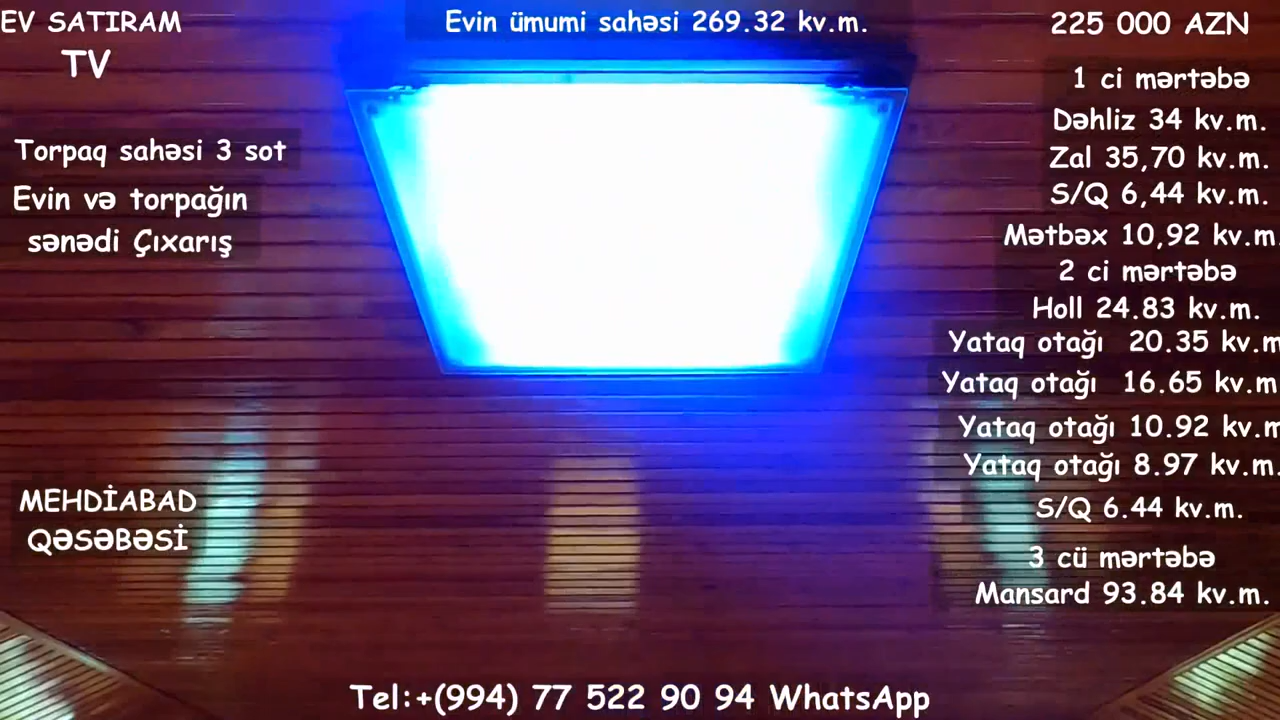 EV SATIRAM
TV
Evin ümumi sahəsi 269.32 kv.m.
225 000 AZN
Torpaq sahəsi 3 sot
Evin və torpağın
sənədi Çıxarış
MEHDİABAD
QƏSƏBƏSİ
1 ci mərtəbə
Dəhliz 34 kv.m.
Zal 35,70 kv.m.
S/Q 6,44 kv.m.
Mətbəx 10,92 kv.m.
2 ci mərtəbə
Holl 24.83 kv.m.
Yataq otağı 20.35 kv.m
Yataq otağı 16.65 kv.m
Yataq otağı 10.92 kv.m
Yataq otağı 8.97 kv.m.
S/Q 6.44 kv.m.
3 cü mərtəbə
Mansard 93.84 kv.m.
Tel:+(994) 77 522 90 94 WhatsApp